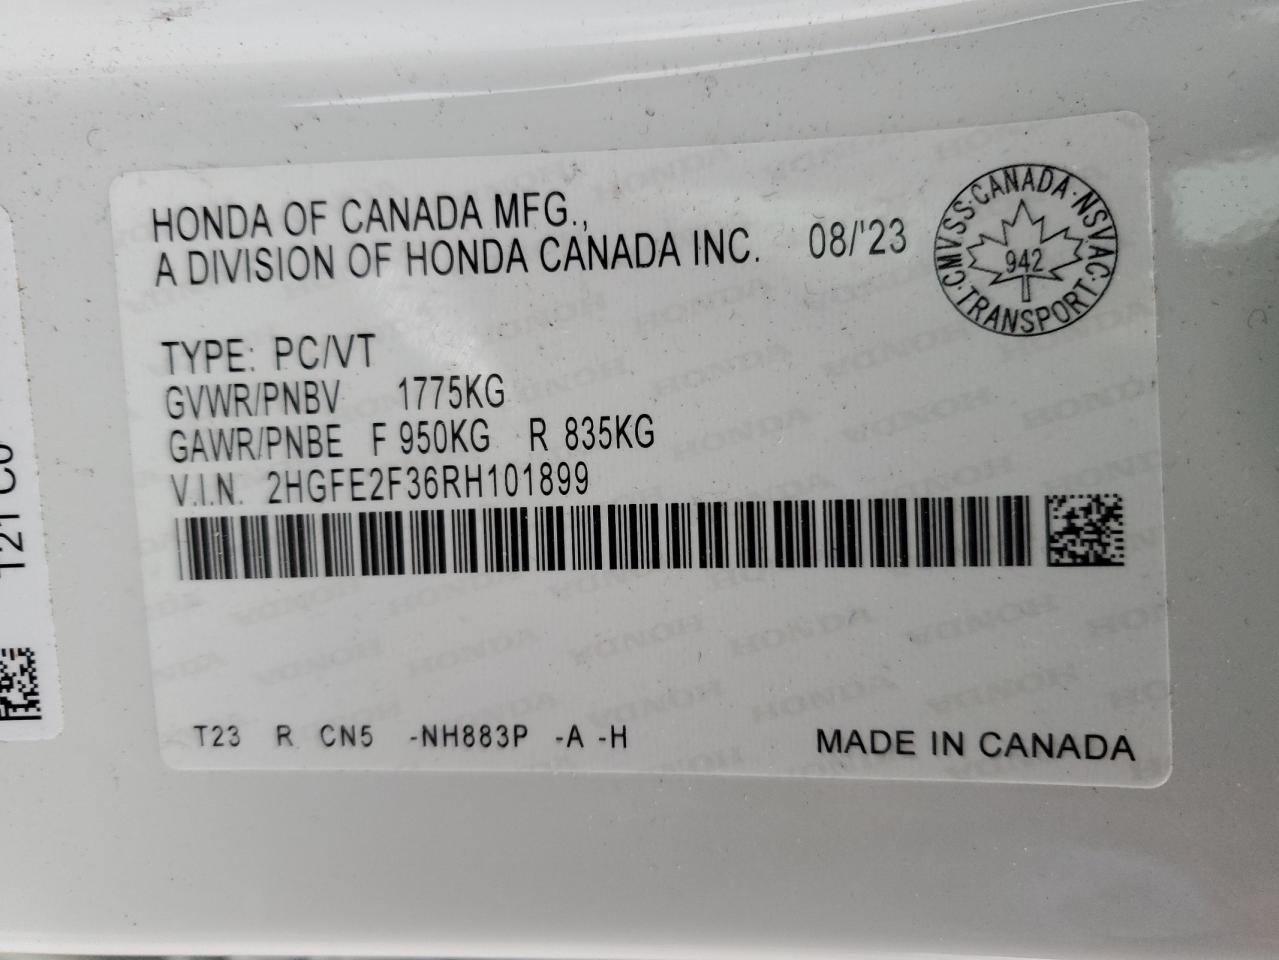 HONDA OF CANADA MFG.,
A DIVISION OF HONDA CANADA INC. 08/'23
CMVSS·CANADA·NSVAC·TRANSPORT·
942
TYPE: PC/VT
GVWR/PNBV 1775KG
GAWR/PNBE F 950KG R 835KG
V.I.N. 2HGFE2F36RH101899
T23 R CN5 -NH883P -A -H
MADE IN CANADA